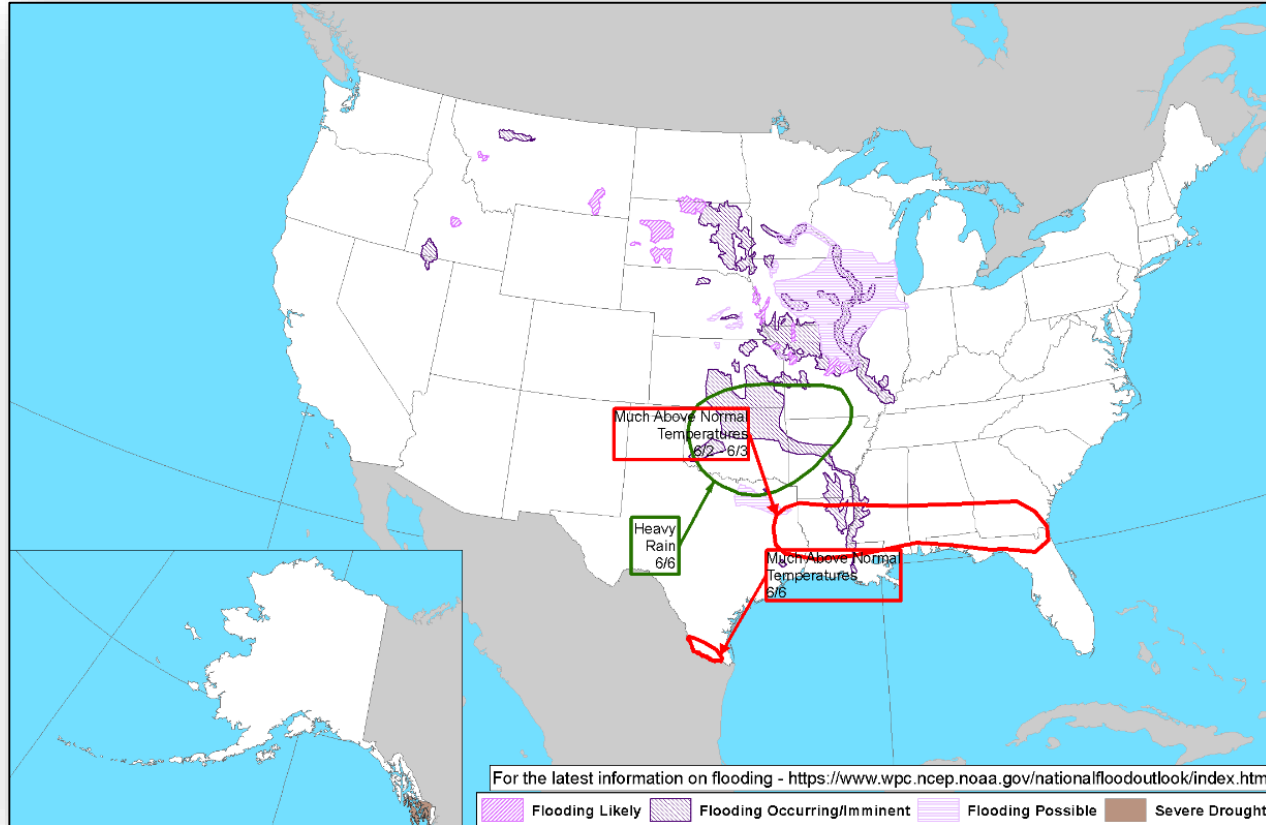 Much Above Normal
Temperatures
6/2 6/3
Heavy
Rain
6/6
Much Above Normal
Temperatures
6/6
For the latest information on flooding - https://www.wpc.ncep.noaa.gov/nationalfloodoutlook/index.htm
Flooding Likely
Flooding Occurring/Imminent
Flooding Possible
Severe Drought